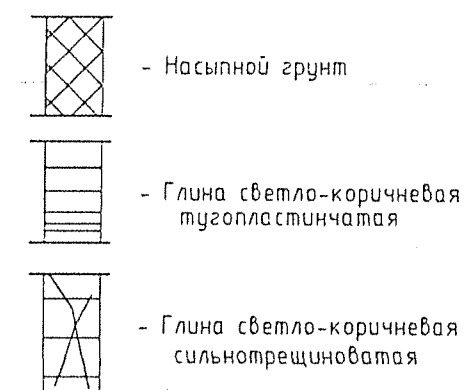 - Насыпной грунт
- Глина светло-коричневая
тугопластинчатая
- Глина светло-коричневая
сильнотрещиноватая